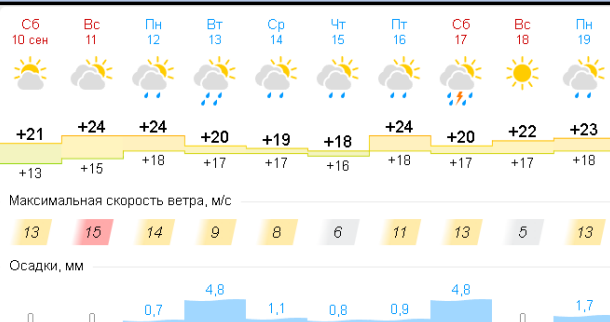 Сб Вс Пн Вт Ср Чт Пт Сб Вс Пн
10 сен 11 12 13 14 15 16 17 18 19
+21 +24 +24 +20 +19 +18 +24 +20 +22 +23
+13 +15 +18 +17 +17 +16 +18 +17 +17 +18
Максимальная скорость ветра, м/с
13 15 14 9 8 6 11 13 5 13
Осадки, мм
0 0 0,7 4,8 1,1 0,8 0,9 4,8 0 1,7